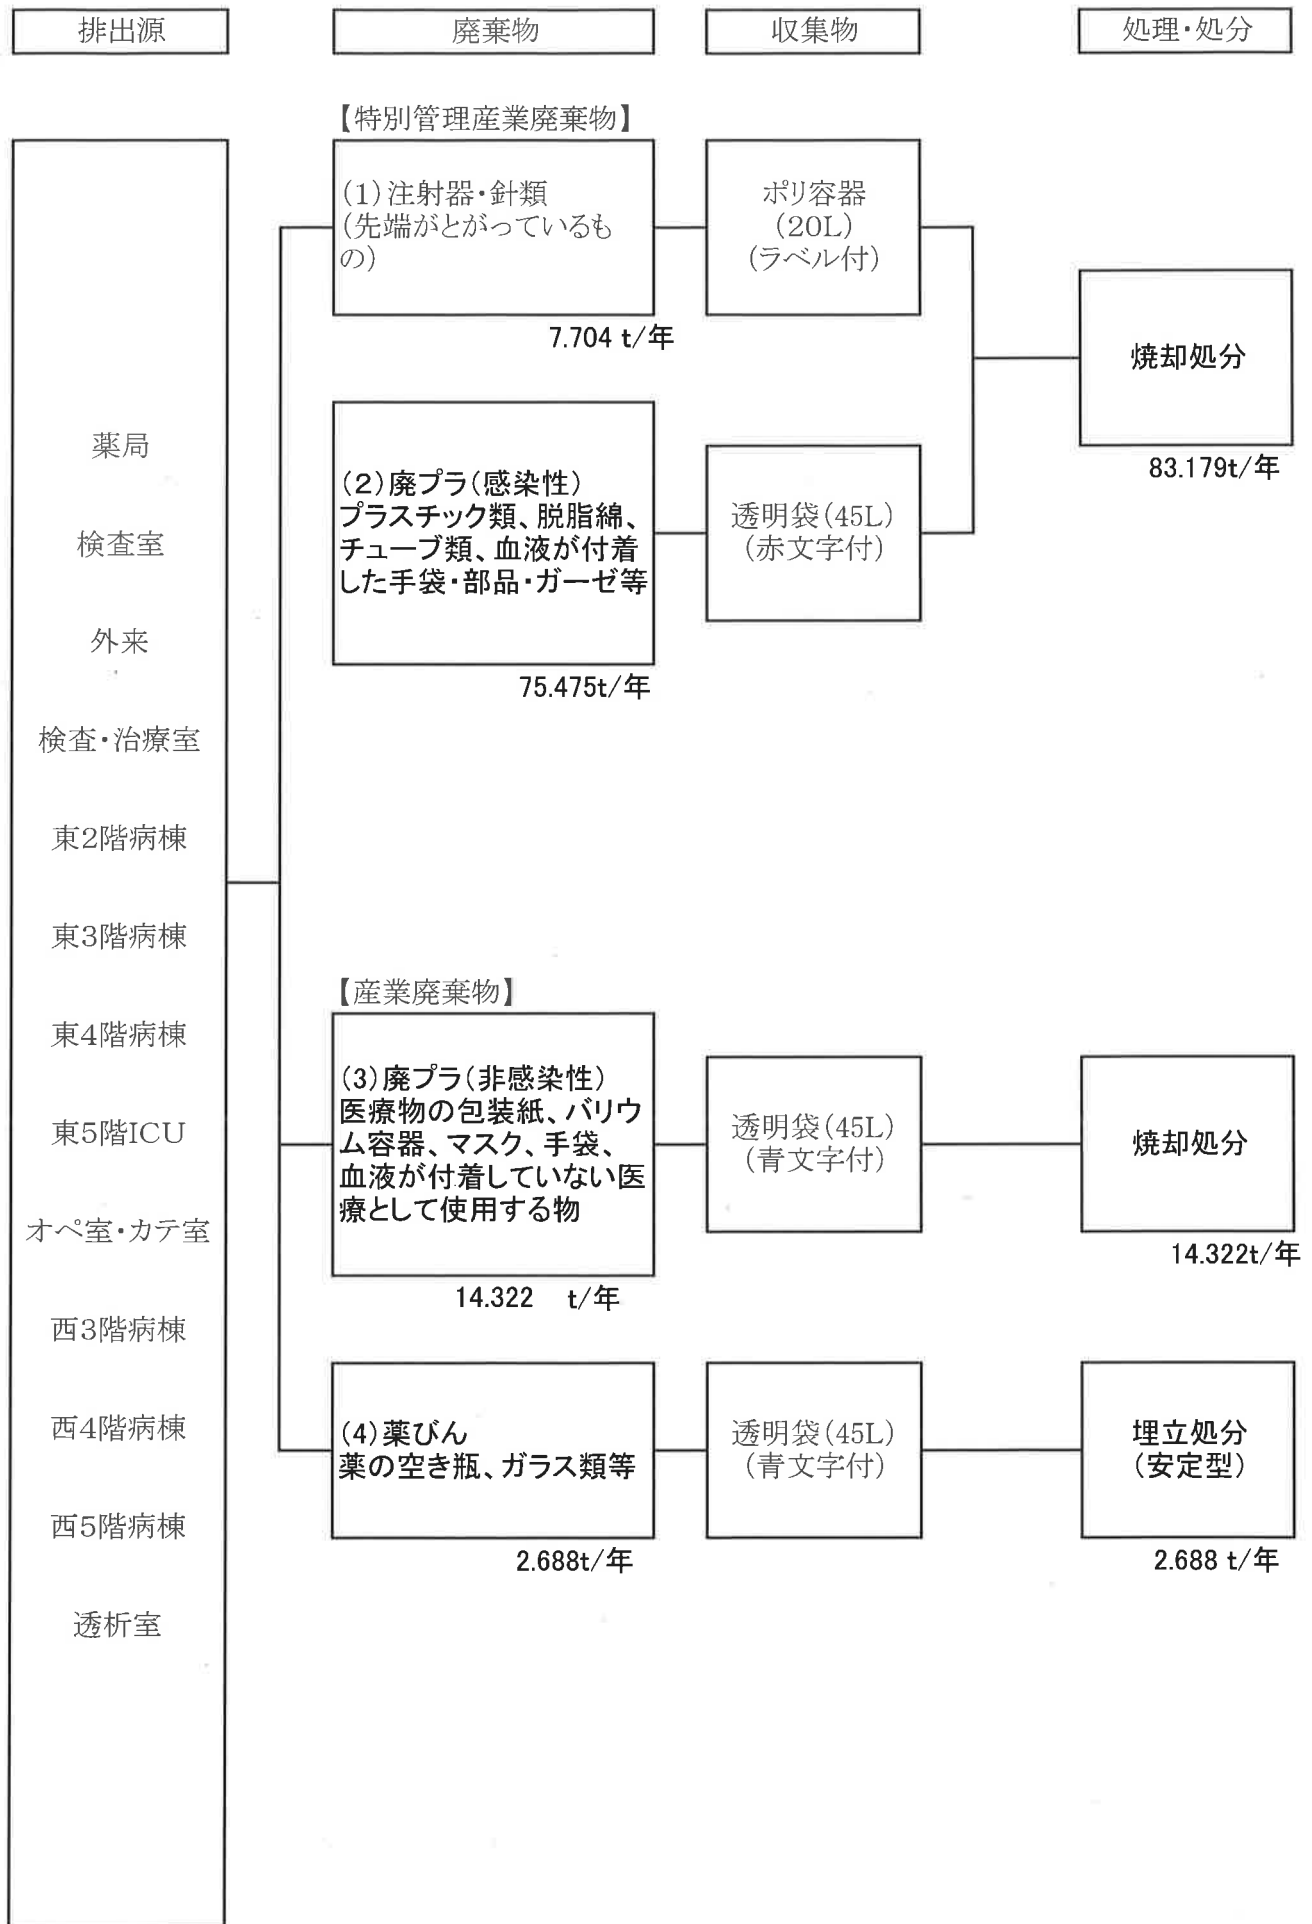 排出源
廃棄物
収集物
処理・処分
【特別管理産業廃棄物】
(1)注射器・針類
(先端がとがっているも
の)
7.704 t/年
ポリ容器
(20L)
(ラベル付)
焼却処分
83.179t/年
(2)廃プラ(感染性)
プラスチック類、脱脂綿、
チューブ類、血液が付着
した手袋・部品・ガーゼ等
75.475t/年
透明袋(45L)
(赤文字付)
薬局
検査室
外来
検査・治療室
東2階病棟
東3階病棟
東4階病棟
東5階ICU
オペ室・カテ室
西3階病棟
西4階病棟
西5階病棟
透析室
【産業廃棄物】
(3)廃プラ(非感染性)
医療物の包装紙、バリウ
ム容器、マスク、手袋、
血液が付着していない医
療として使用する物
14.322 t/年
透明袋(45L)
(青文字付)
焼却処分
14.322t/年
(4)薬びん
薬の空き瓶、ガラス類等
2.688t/年
透明袋(45L)
(青文字付)
埋立処分
(安定型)
2.688 t/年